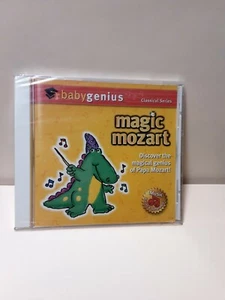 babygenius
Classical Series
magic
mozart
Discover the
magical genius
of Papa Mozart!